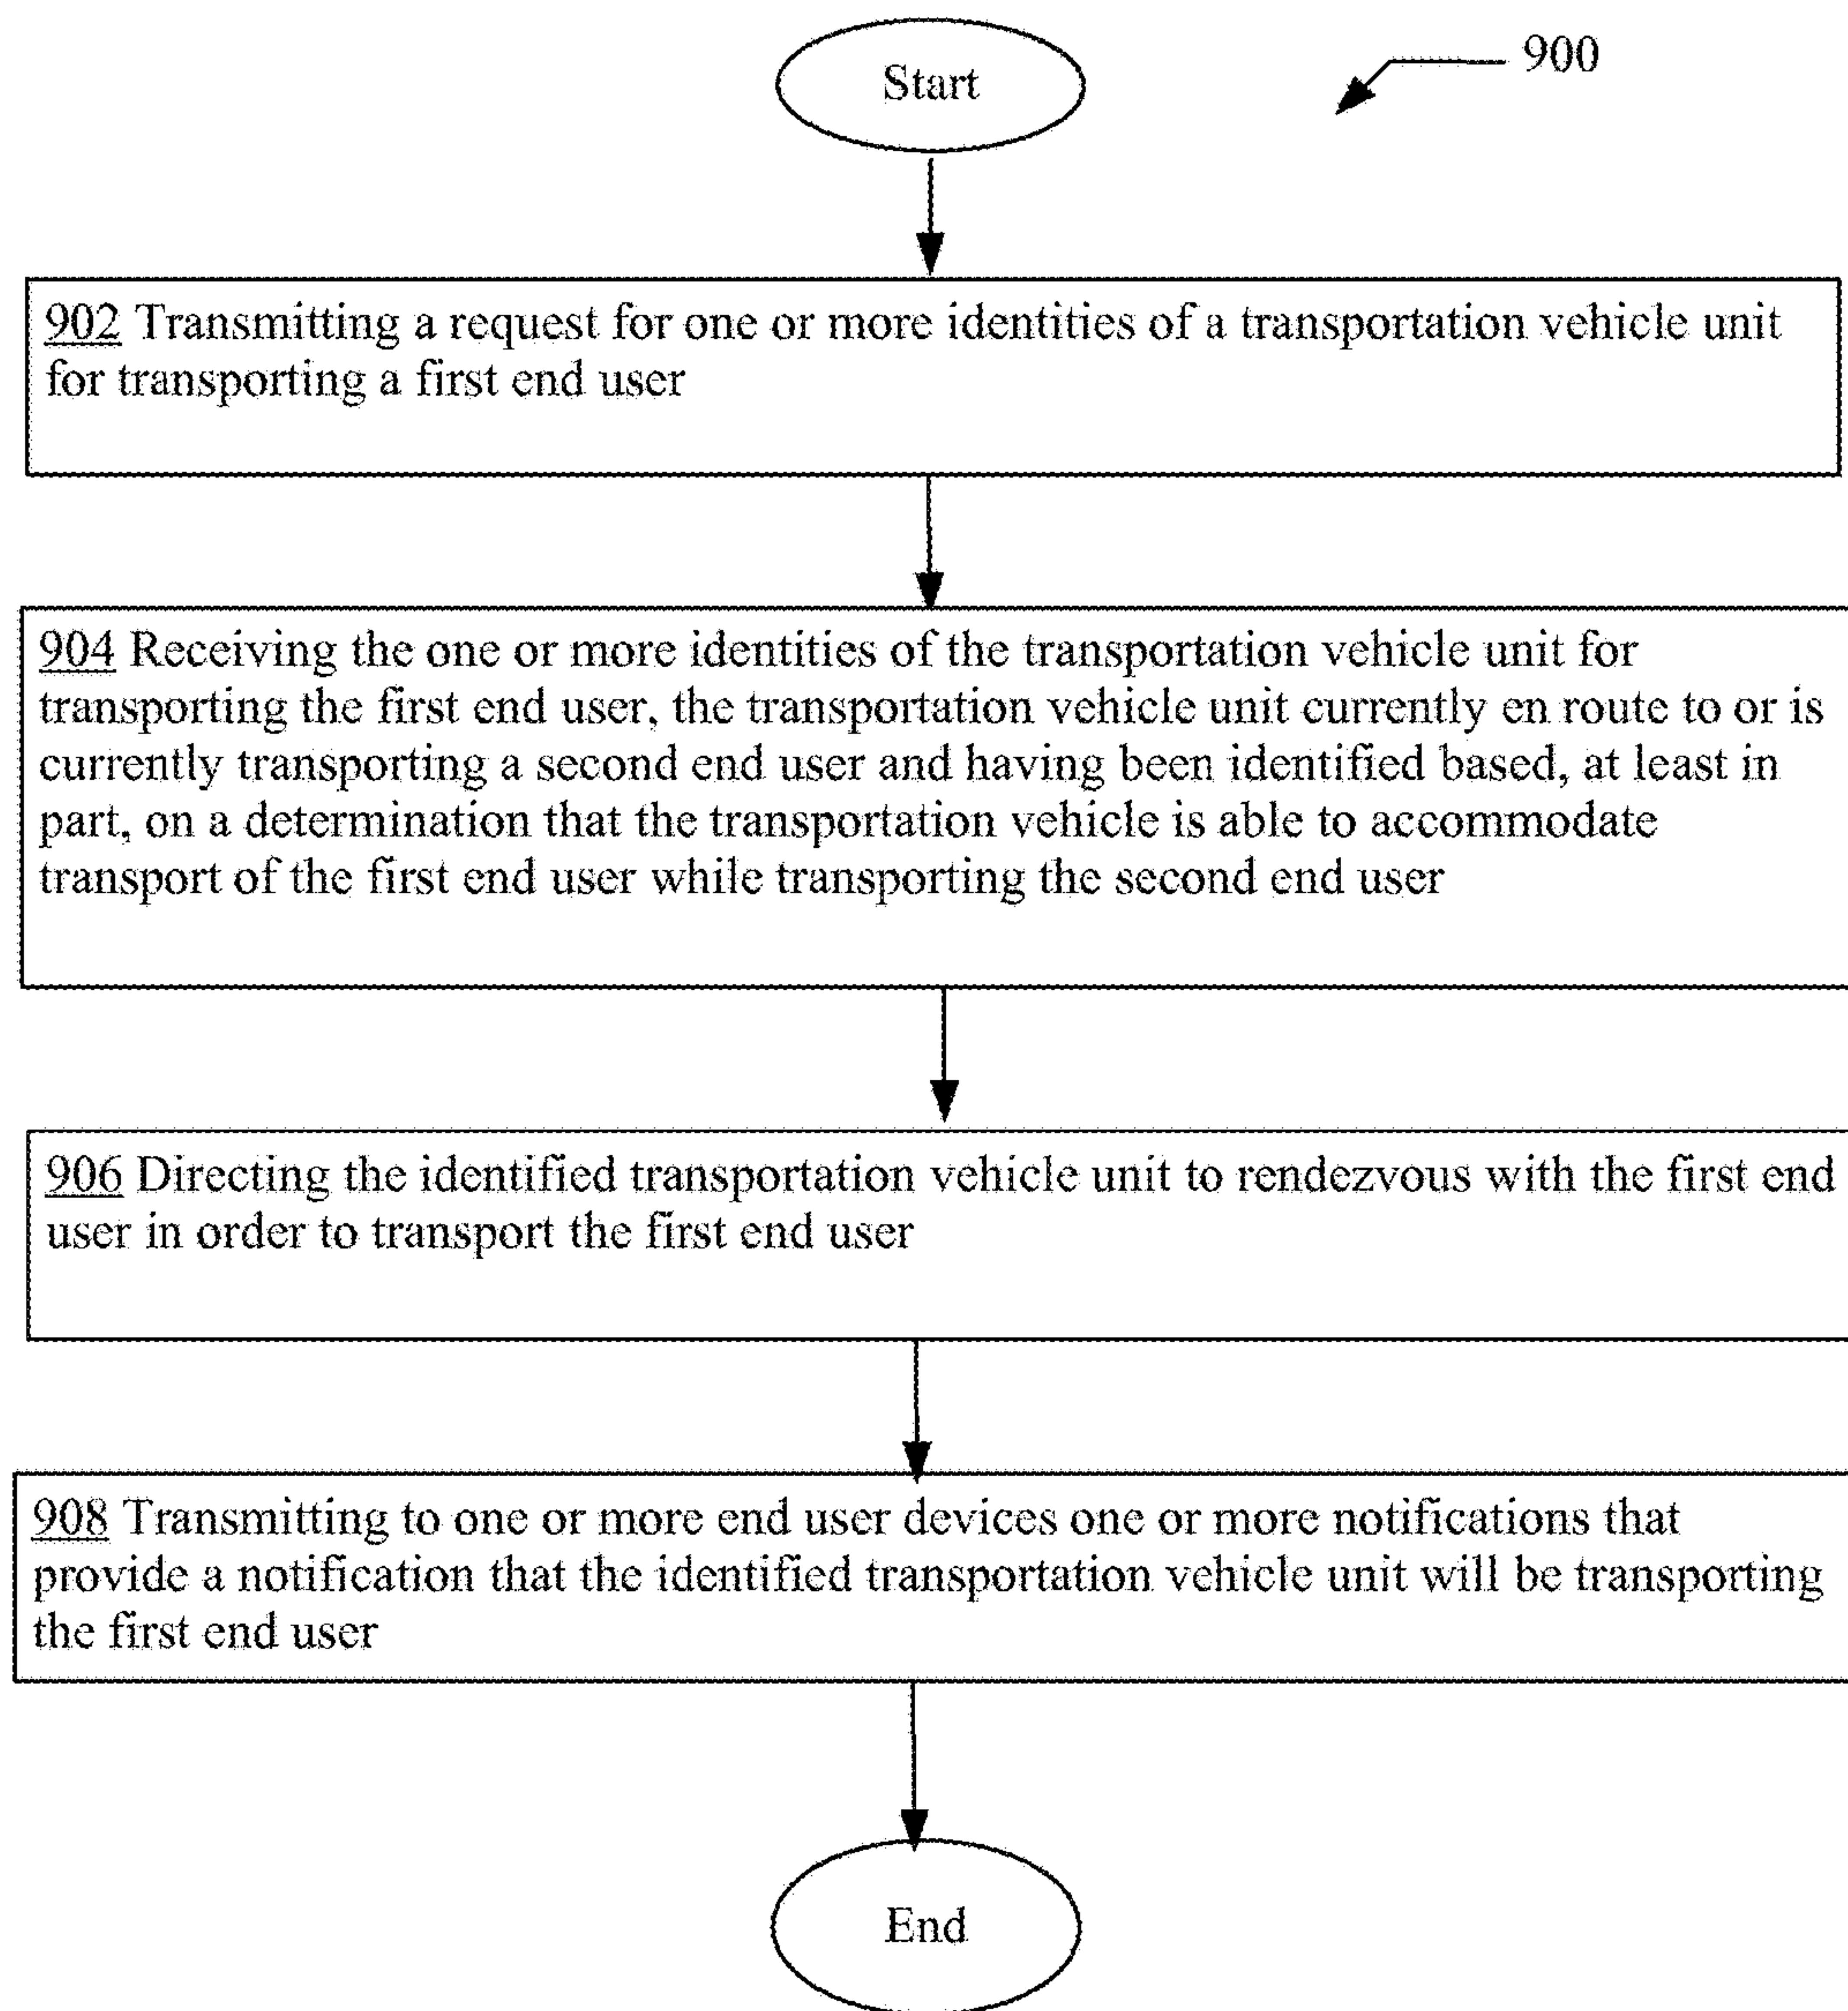 Start
900
902 Transmitting a request for one or more identities of a transportation vehicle unit
for transporting a first end user
904 Receiving the one or more identities of the transportation vehicle unit for
transporting the first end user, the transportation vehicle unit currently en route to or is
currently transporting a second end user and having been identified based, at least in
part, on a determination that the transportation vehicle is able to accommodate
transport of the first end user while transporting the second end user
906 Directing the identified transportation vehicle unit to rendezvous with the first end
user in order to transport the first end user
908 Transmitting to one or more end user devices one or more notifications that
provide a notification that the identified transportation vehicle unit will be transporting
the first end user
End